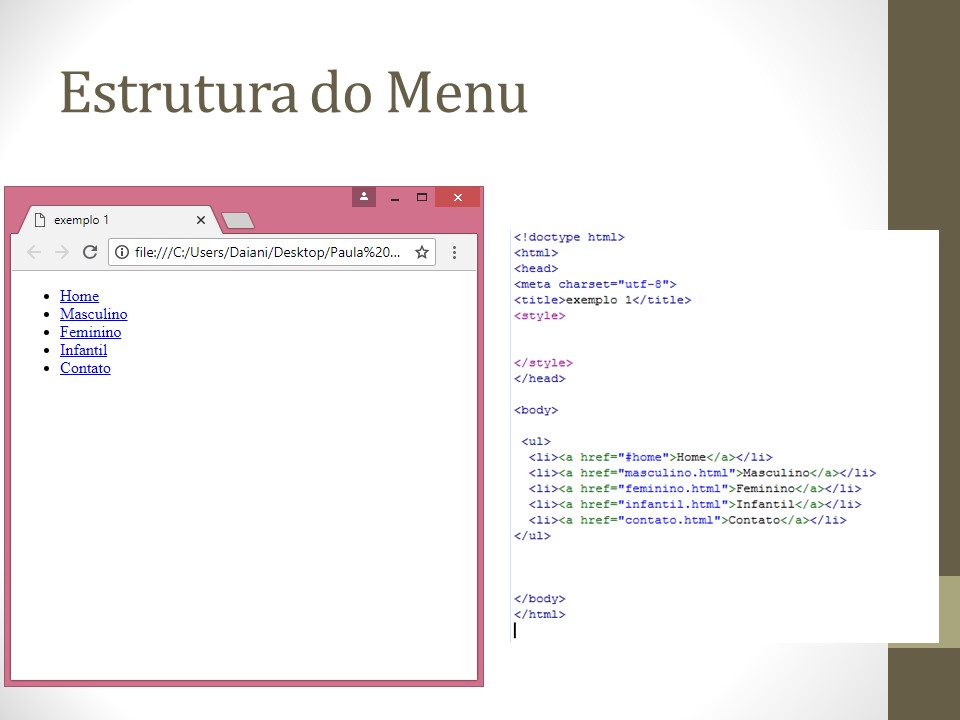 Estrutura do Menu
exemplo 1
file:///C:/Users/Daiani/Desktop/Paula%20...
Home
Masculino
Feminino
Infantil
Contato
<!doctype html>
<html>
<head>
<meta charset="utf-8">
<title>exemplo 1</title>
<style>
</style>
</head>
<body>
<ul>
<li><a href="#home">Home</a></li>
<li><a href="masculino.html">Masculino</a></li>
<li><a href="feminino.html">Feminino</a></li>
<li><a href="infantil.html">Infantil</a></li>
<li><a href="contato.html">Contato</a></li>
</ul>
</body>
</html>